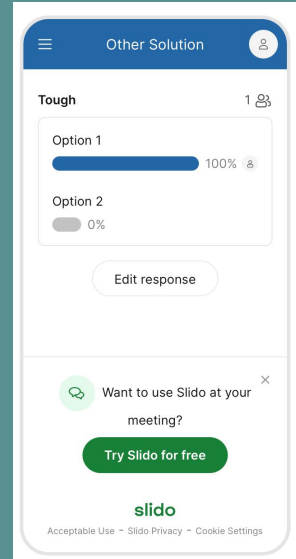 Other Solution
Tough 1
Option 1
100%
Option 2
0%
Edit response
Want to use Slido at your
meeting?
Try Slido for free
slido
Acceptable Use - Slido Privacy - Cookie Settings